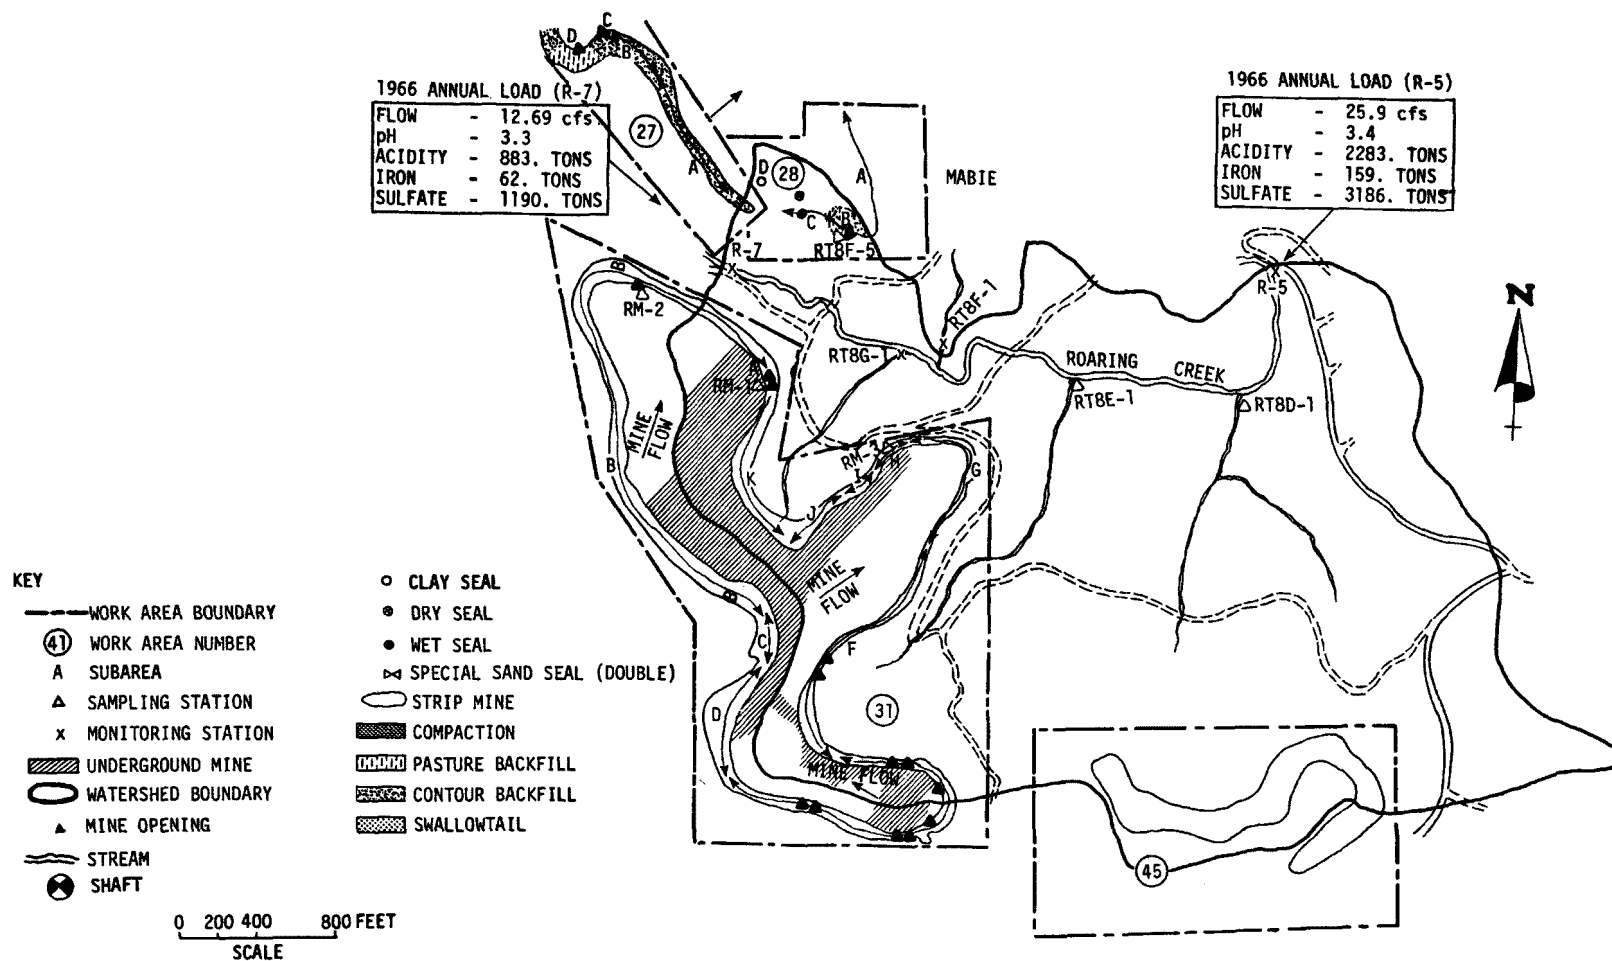 C
D
B
1966 ANNUAL LOAD (R-7)
FLOW - 12.69 cfs
pH - 3.3
ACIDITY - 883. TONS
IRON - 62. TONS
SULFATE - 1190. TONS
27
A
1966 ANNUAL LOAD (R-5)
FLOW - 25.9 cfs
pH - 3.4
ACIDITY - 2283. TONS
IRON - 159. TONS
SULFATE - 3186. TONS
D
28
A
MABIE
C
B
RT8F-5
R-7
B
RM-2
R-5
N
RT8F-1
RT8G-1
ROARING CREEK
RM-1
RT8E-1
RT8D-1
MINE
FLOW
RM-3
H
G
I
B
K
J
MINE
FLOW
B
C
F
D
31
MINE FLOW
45
KEY
WORK AREA BOUNDARY
41 WORK AREA NUMBER
A SUBAREA
SAMPLING STATION
x MONITORING STATION
UNDERGROUND MINE
WATERSHED BOUNDARY
MINE OPENING
STREAM
SHAFT
CLAY SEAL
DRY SEAL
WET SEAL
SPECIAL SAND SEAL (DOUBLE)
STRIP MINE
COMPACTION
PASTURE BACKFILL
CONTOUR BACKFILL
SWALLOWTAIL
0 200 400 800 FEET
SCALE